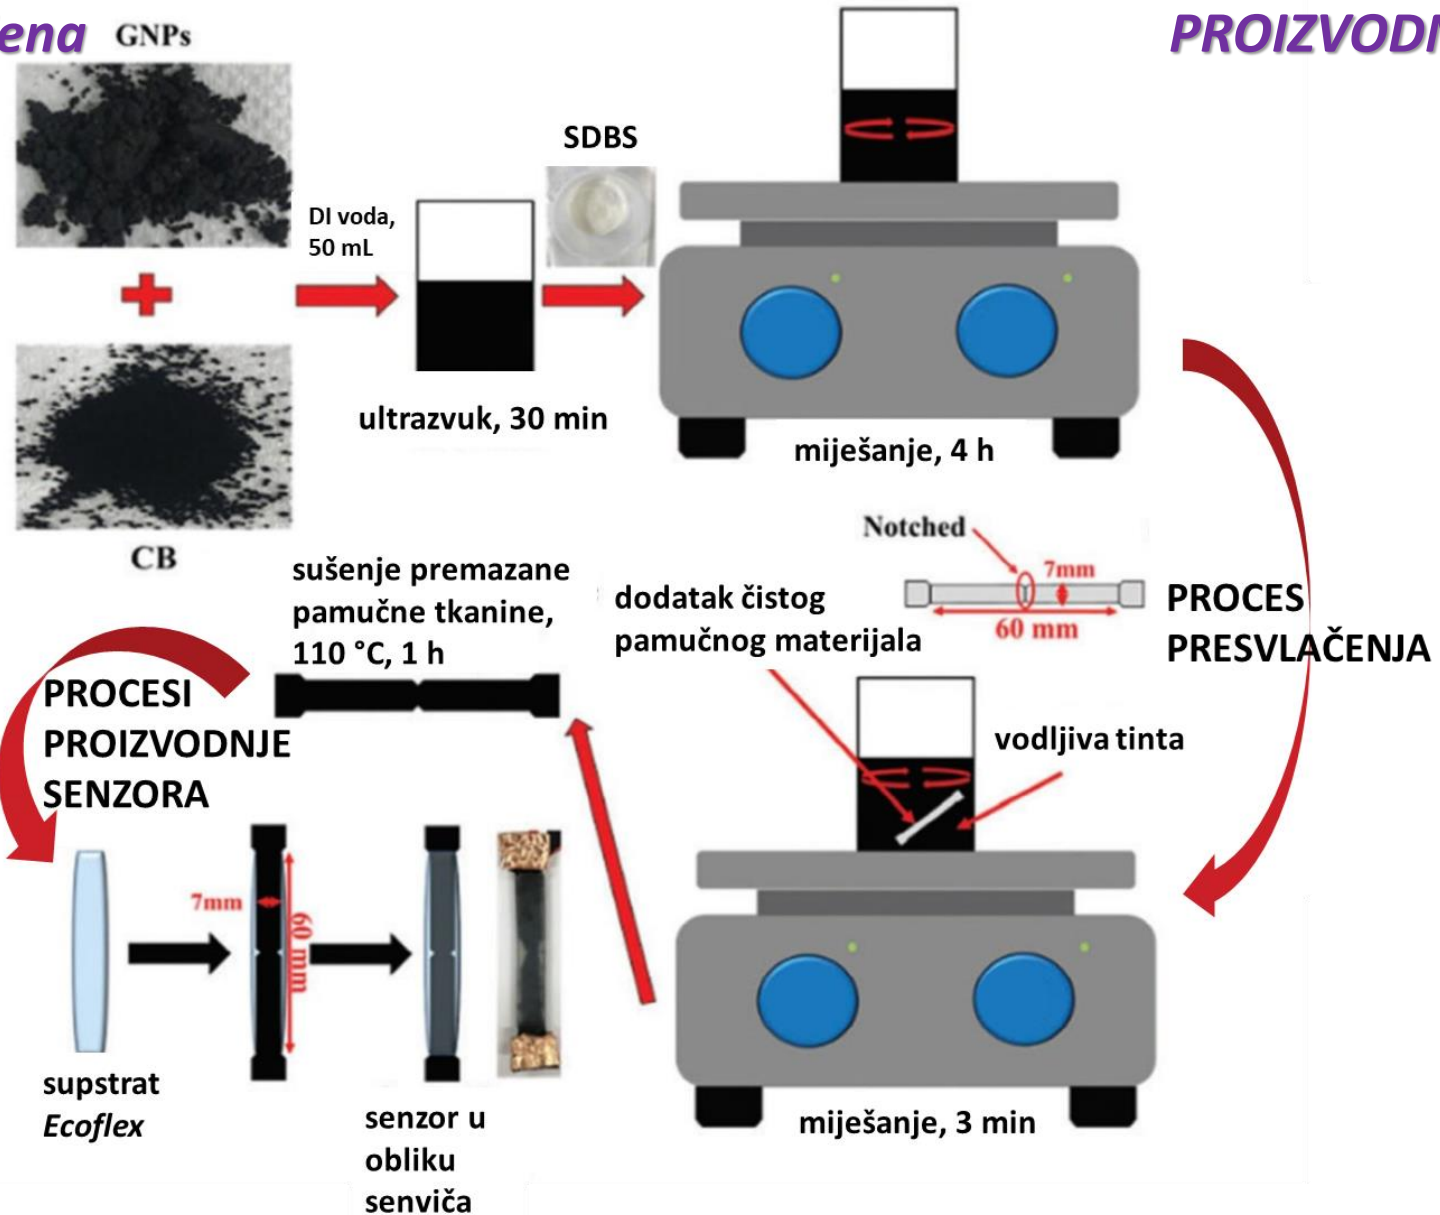 ena
PROIZVODN
GNPs
SDBS
DI voda,
50 mL
ultrazvuk, 30 min
miješanje, 4 h
CB
Notched
7mm
60 mm
PROCES
PRESVLAČENJA
sušenje premazane
pamučne tkanine,
110 °C, 1 h
dodatak čistog
pamučnog materijala
vodljiva tinta
PROCESI
PROIZVODNJE
SENZORA
7mm
60 mm
supstrat
Ecoflex
senzor u
obliku
senviča
miješanje, 3 min